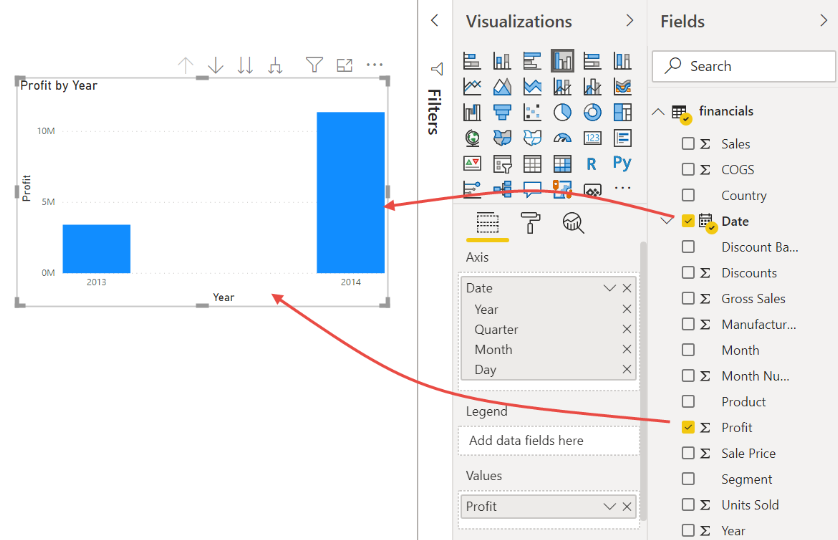 Profit by Year
10M
5M
0M
Profit
2013
2014
Year
Filters
Visualizations
123
R
Py
Axis
Date
Year
Quarter
Month
Day
Legend
Add data fields here
Values
Profit
Fields
Search
financials
Σ Sales
Σ COGS
Country
Date
Discount Ba...
Σ Discounts
Σ Gross Sales
Σ Manufactur...
Month
Σ Month Nu...
Product
Σ Profit
Σ Sale Price
Segment
Σ Units Sold
Σ Year